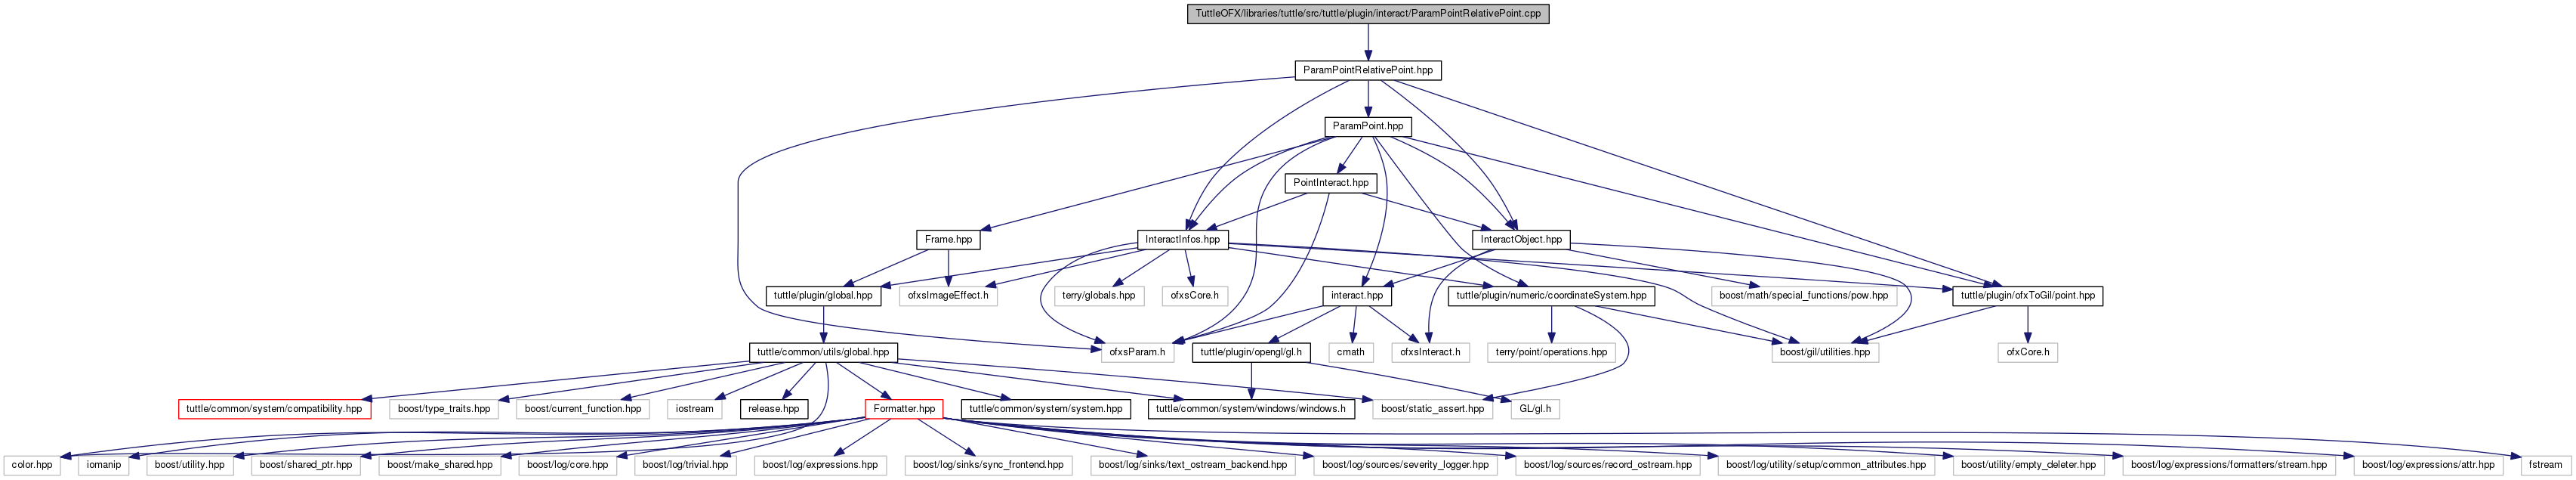 TuttleOFX/libraries/tuttle/src/tuttle/plugin/interact/ParamPointRelativePoint.cpp
ParamPointRelativePoint.hpp
ParamPoint.hpp
PointInteract.hpp
Frame.hpp
InteractInfos.hpp
InteractObject.hpp
tuttle/plugin/global.hpp
ofxsImageEffect.h
terry/globals.hpp
ofxsCore.h
interact.hpp
tuttle/plugin/numeric/coordinateSystem.hpp
boost/math/special_functions/pow.hpp
tuttle/plugin/ofxToGil/point.hpp
tuttle/common/utils/global.hpp
ofxsParam.h
tuttle/plugin/opengl/gl.h
cmath
ofxsInteract.h
terry/point/operations.hpp
boost/gil/utilities.hpp
ofxCore.h
tuttle/common/system/compatibility.hpp
boost/type_traits.hpp
boost/current_function.hpp
iostream
release.hpp
Formatter.hpp
tuttle/common/system/system.hpp
tuttle/common/system/windows/windows.h
boost/static_assert.hpp
GL/gl.h
color.hpp
iomanip
boost/utility.hpp
boost/shared_ptr.hpp
boost/make_shared.hpp
boost/log/core.hpp
boost/log/trivial.hpp
boost/log/expressions.hpp
boost/log/sinks/sync_frontend.hpp
boost/log/sinks/text_ostream_backend.hpp
boost/log/sources/severity_logger.hpp
boost/log/sources/record_ostream.hpp
boost/log/utility/setup/common_attributes.hpp
boost/utility/empty_deleter.hpp
boost/log/expressions/formatters/stream.hpp
boost/log/expressions/attr.hpp
fstream